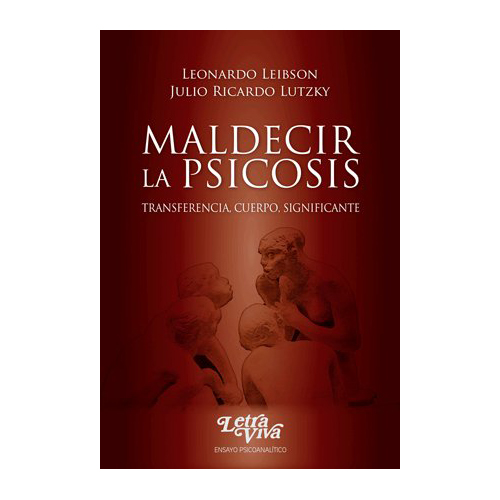 LEONARDO LEIBSON
JULIO RICARDO LUTZKY
MALDECIR
LA PSICOSIS
TRANSFERENCIA, CUERPO, SIGNIFICANTE
Letra
Viva
ENSAYO PSICOANALÍTICO